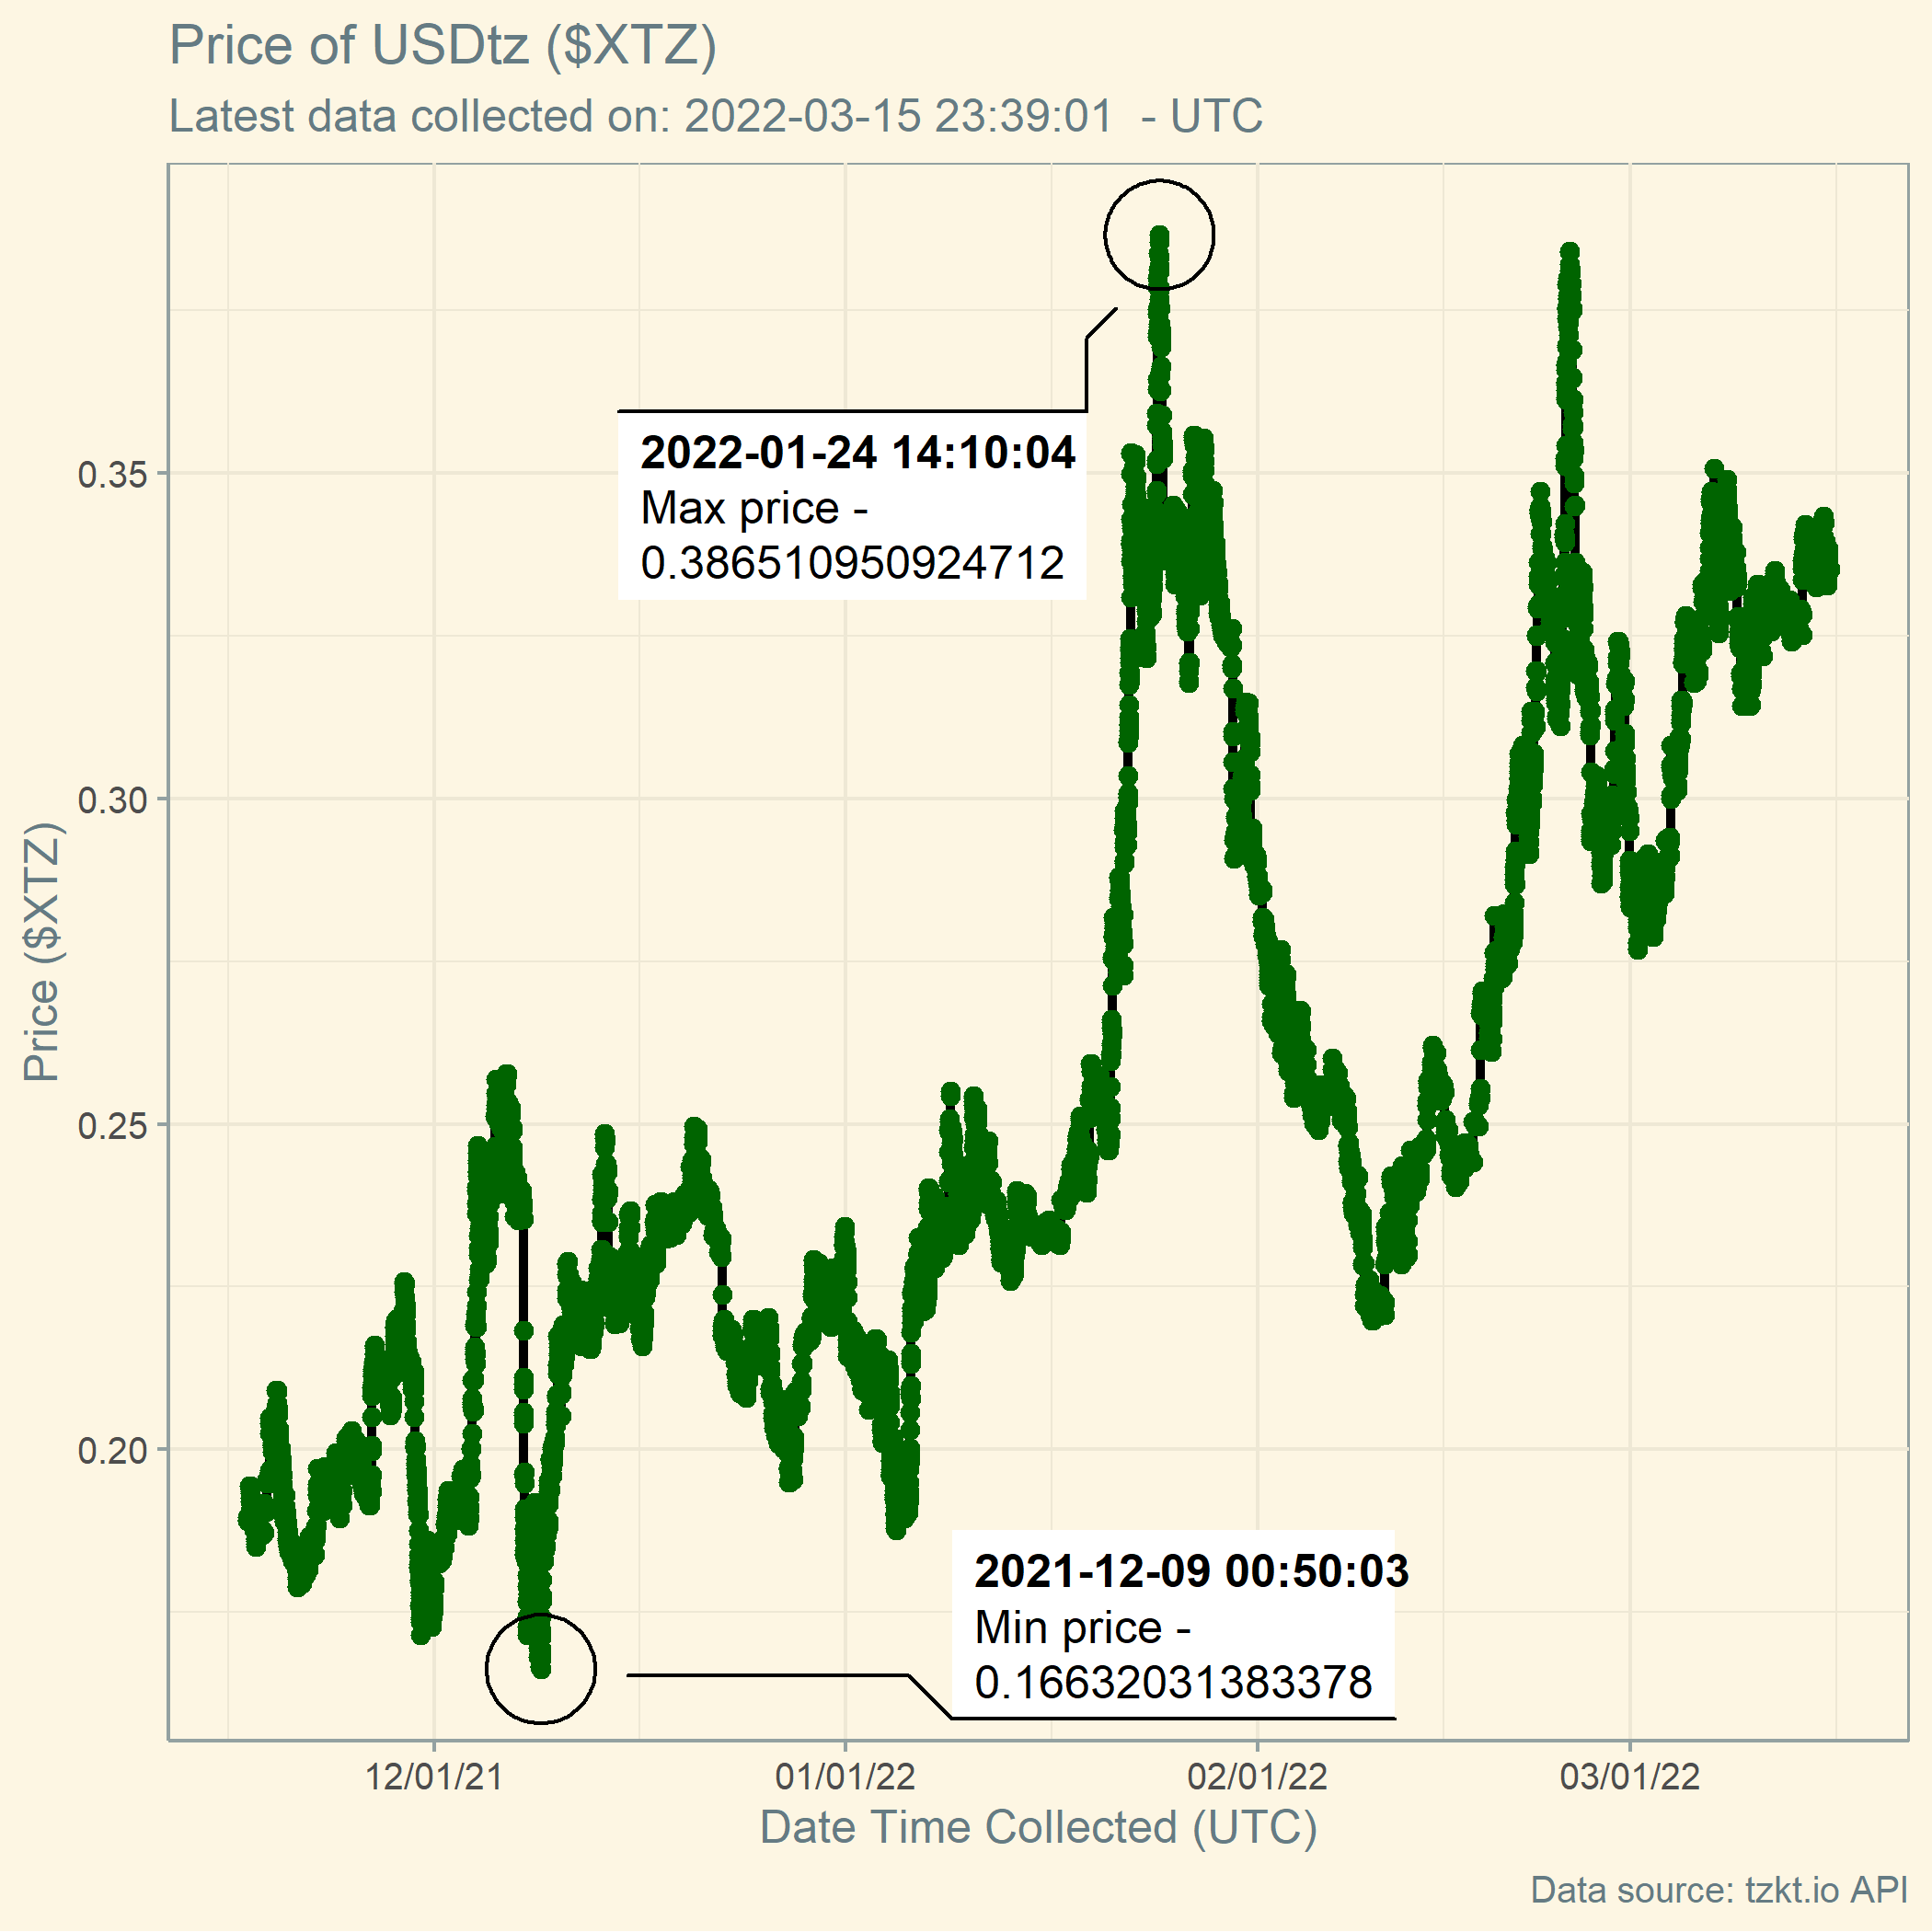 Price of USDtz ($XTZ)
Latest data collected on: 2022-03-15 23:39:01  - UTC
2022-01-24 14:10:04
Max price -
0.386510950924712
0.35
0.30
0.25
0.20
Price ($XTZ)
2021-12-09 00:50:03
Min price -
0.16632031383378
12/01/21
01/01/22
02/01/22
03/01/22
Date Time Collected (UTC)
Data source: tzkt.io API